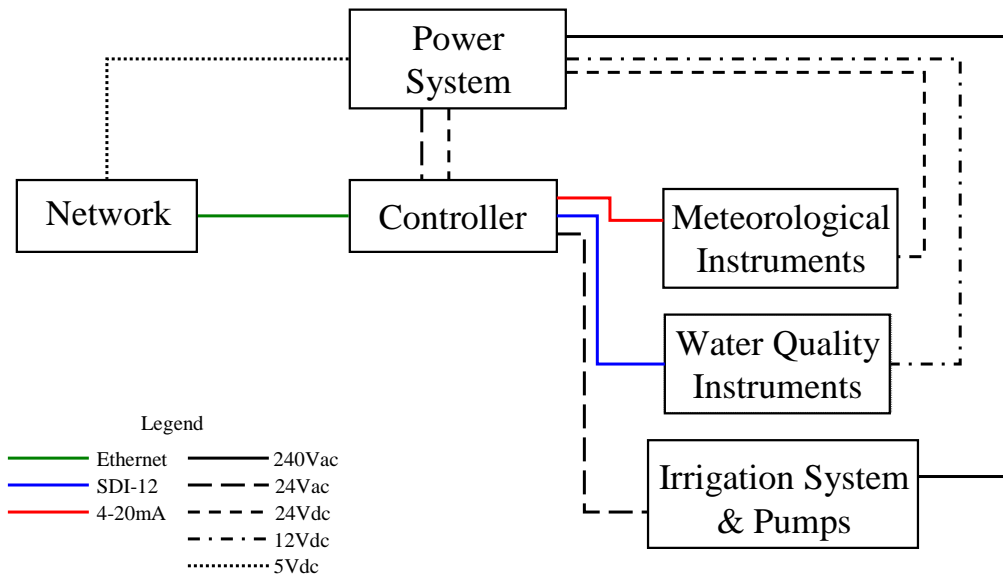 Power
System
Network
Controller
Meteorological
Instruments
Water Quality
Instruments
Irrigation System
& Pumps
Legend
Ethernet
SDI-12
4-20mA
240Vac
24Vac
24Vdc
12Vdc
5Vdc